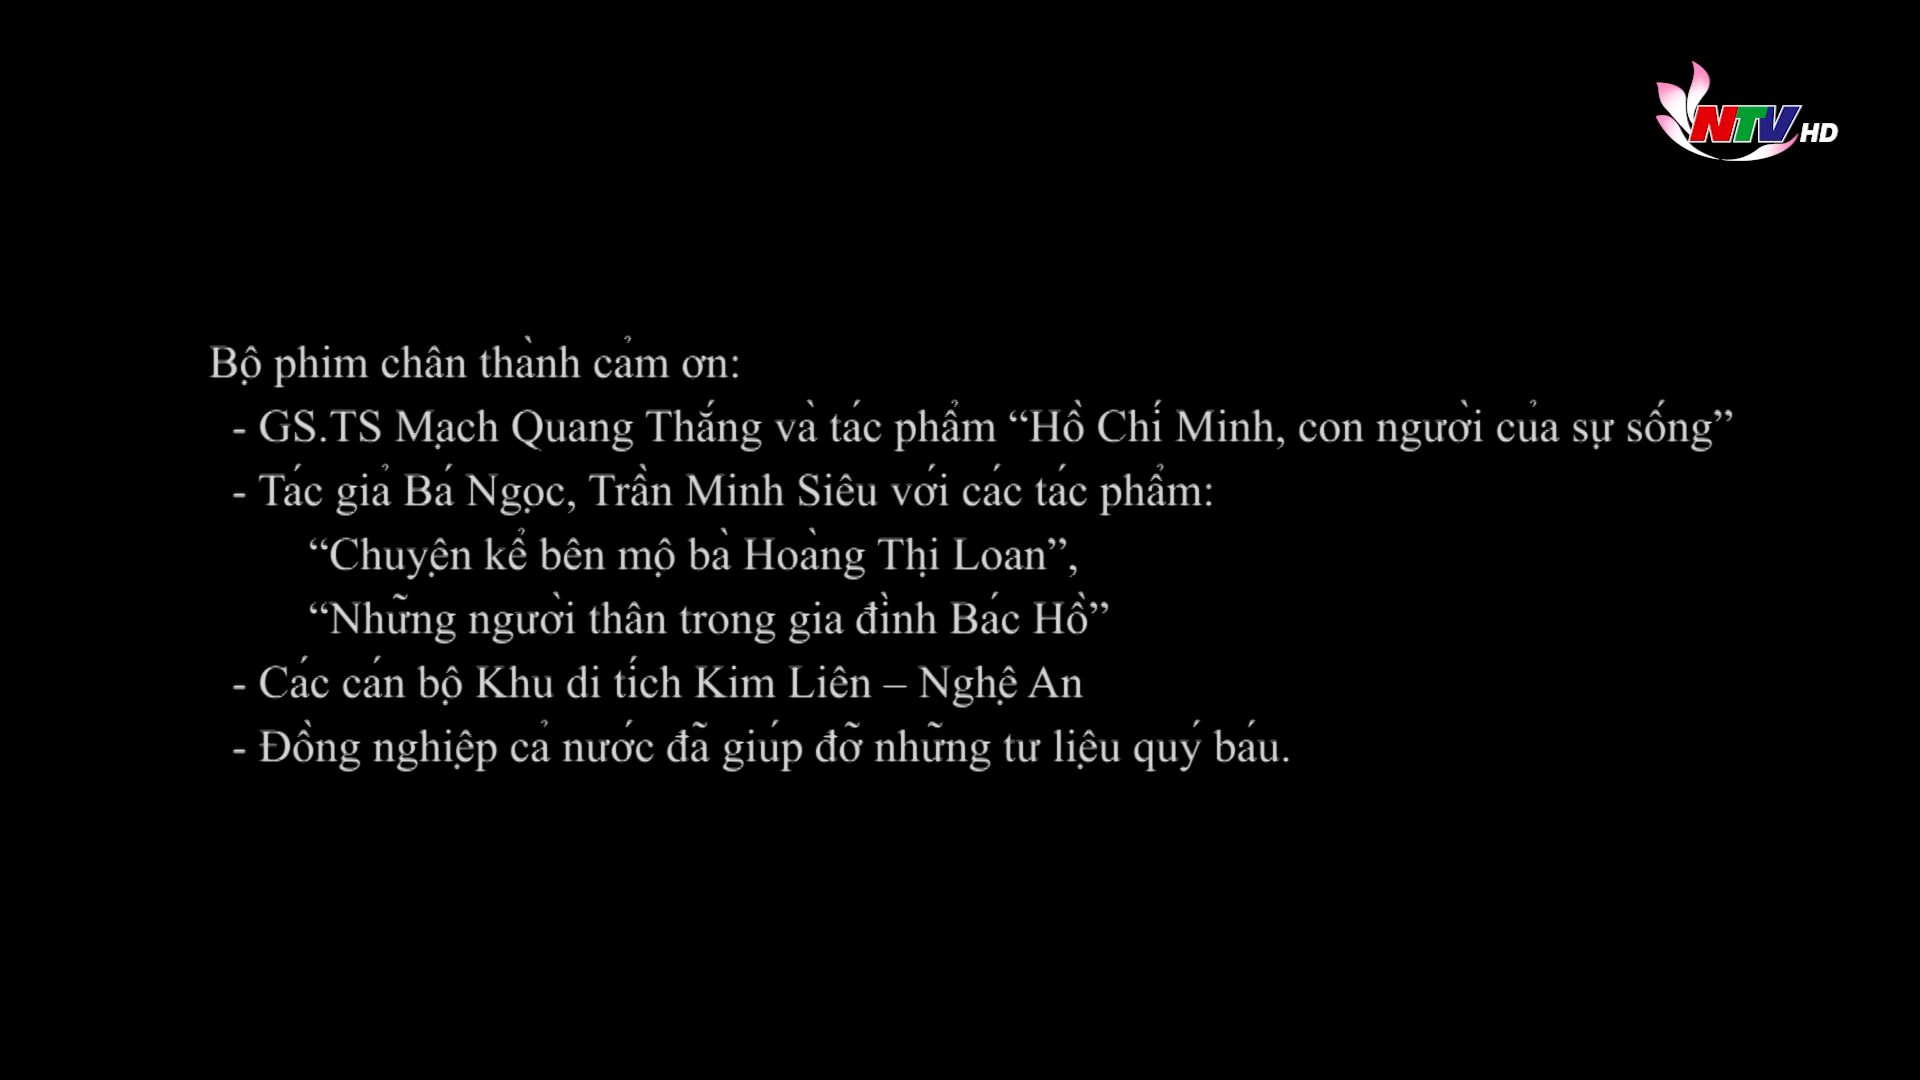 NTV HD
Bộ phim chân thành cảm ơn:
- GS.TS Mạch Quang Thắng và tác phẩm “Hồ Chí Minh, con người của sự sống”
- Tác giả Bá Ngọc, Trần Minh Siêu với các tác phẩm:
“Chuyện kể bên mộ bà Hoàng Thị Loan”,
“Những người thân trong gia đình Bác Hồ”
- Các cán bộ Khu di tích Kim Liên – Nghệ An
- Đồng nghiệp cả nước đã giúp đỡ những tư liệu quý báu.